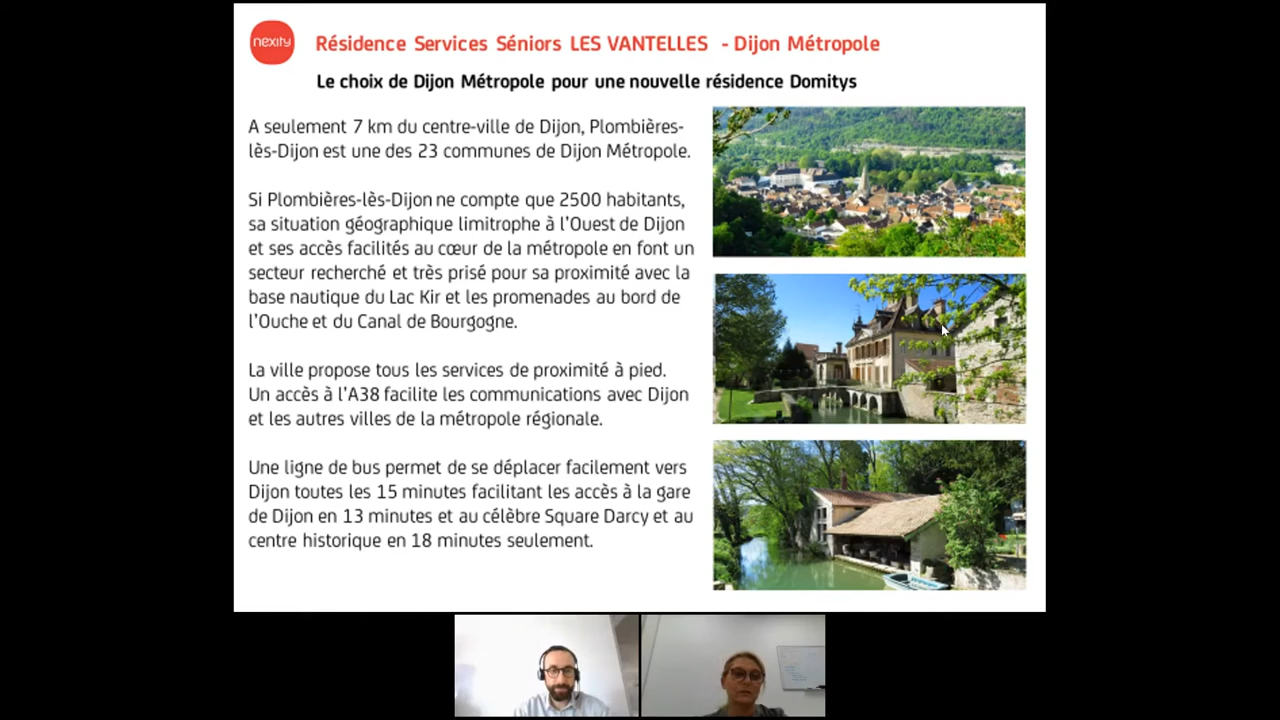 nexity
Résidence Services Séniors LES VANTELLES - Dijon Métropole
Le choix de Dijon Métropole pour une nouvelle résidence Domitys
A seulement 7 km du centre-ville de Dijon, Plombières-
lès-Dijon est une des 23 communes de Dijon Métropole.
Si Plombières-lès-Dijon ne compte que 2500 habitants,
sa situation géographique limitrophe à l'Ouest de Dijon
et ses accès facilités au cœur de la métropole en font un
secteur recherché et très prisé pour sa proximité avec la
base nautique du Lac Kir et les promenades au bord de
l'Ouche et du Canal de Bourgogne.
La ville propose tous les services de proximité à pied.
Un accès à l'A38 facilite les communications avec Dijon
et les autres villes de la métropole régionale.
Une ligne de bus permet de se déplacer facilement vers
Dijon toutes les 15 minutes facilitant les accès à la gare
de Dijon en 13 minutes et au célèbre Square Darcy et au
centre historique en 18 minutes seulement.